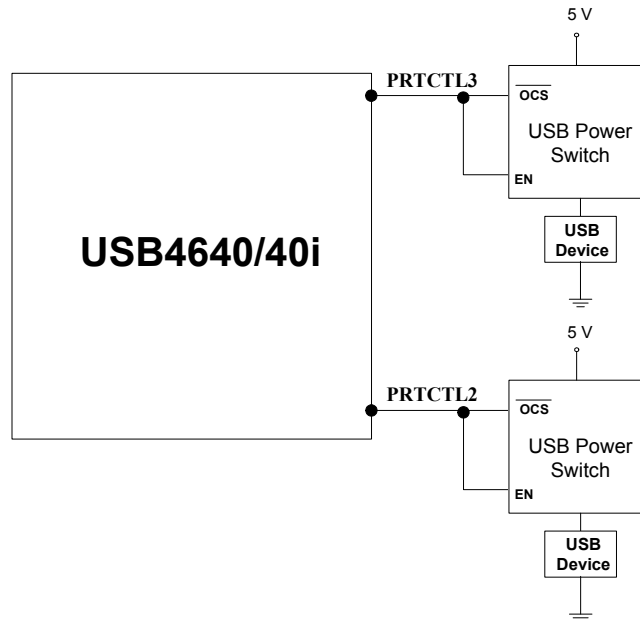 5 V
PRTCTL3
OCS
USB Power
Switch
EN
USB
Device
USB4640/40i
5 V
PRTCTL2
OCS
USB Power
Switch
EN
USB
Device